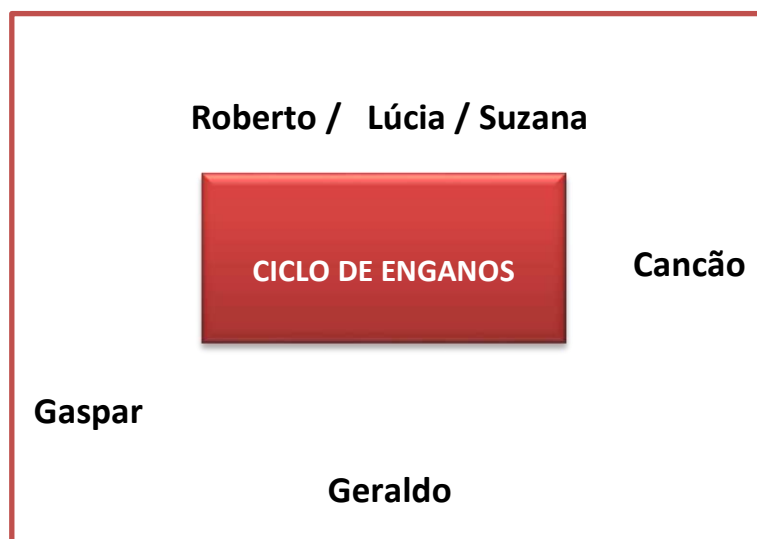 Roberto / Lúcia / Suzana
CICLO DE ENGANOS
Cancão
Gaspar
Geraldo